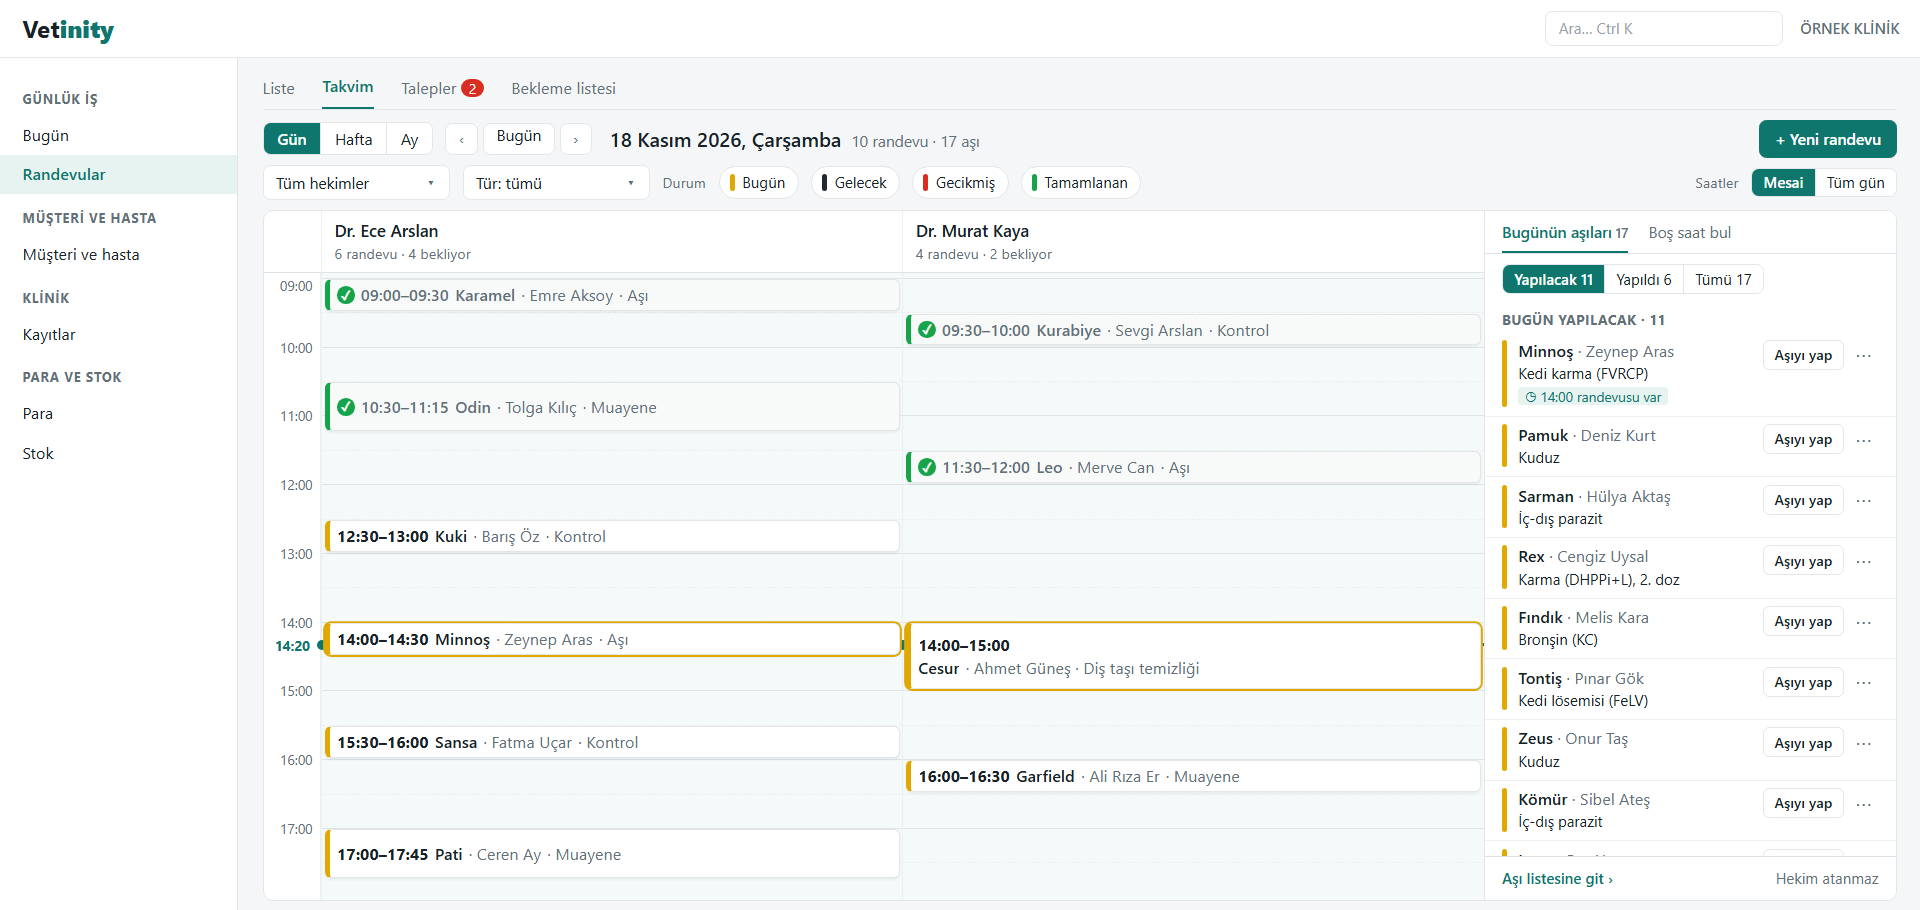 Vetinity
Ara... Ctrl K
ÖRNEK KLİNİK
GÜNLÜK İŞ
Bugün
Randevular
MÜŞTERİ VE HASTA
Müşteri ve hasta
KLİNİK
Kayıtlar
PARA VE STOK
Para
Stok
Liste
Takvim
Talepler 2
Bekleme listesi
Gün Hafta Ay ‹ Bugün › 18 Kasım 2026, Çarşamba 10 randevu · 17 aşı
+ Yeni randevu
Tüm hekimler
Tür: tümü
Durum Bugün Gelecek Gecikmiş Tamamlanan
Saatler Mesai Tüm gün
Dr. Ece Arslan
6 randevu · 4 bekliyor
Dr. Murat Kaya
4 randevu · 2 bekliyor
09:00
09:00–09:30 Karamel · Emre Aksoy · Aşı
09:30–10:00 Kurabiye · Sevgi Arslan · Kontrol
10:00
10:30–11:15 Odin · Tolga Kılıç · Muayene
11:00
11:30–12:00 Leo · Merve Can · Aşı
12:00
12:30–13:00 Kuki · Barış Öz · Kontrol
13:00
14:00
14:20
14:00–14:30 Minnoş · Zeynep Aras · Aşı
14:00–15:00
Cesur · Ahmet Güneş · Diş taşı temizliği
15:00
15:30–16:00 Sansa · Fatma Uçar · Kontrol
16:00
16:00–16:30 Garfield · Ali Rıza Er · Muayene
17:00
17:00–17:45 Pati · Ceren Ay · Muayene
Bugünün aşıları 17
Boş saat bul
Yapılacak 11 Yapıldı 6 Tümü 17
BUGÜN YAPILACAK · 11
Minnoş · Zeynep Aras
Kedi karma (FVRCP)
14:00 randevusu var
Aşıyı yap ···
Pamuk · Deniz Kurt
Kuduz
Aşıyı yap ···
Sarman · Hülya Aktaş
İç-dış parazit
Aşıyı yap ···
Rex · Cengiz Uysal
Karma (DHPPi+L), 2. doz
Aşıyı yap ···
Fındık · Melis Kara
Bronşin (KC)
Aşıyı yap ···
Tontiş · Pınar Gök
Kedi lösemisi (FeLV)
Aşıyı yap ···
Zeus · Onur Taş
Kuduz
Aşıyı yap ···
Kömür · Sibel Ateş
İç-dış parazit
Aşıyı yap ···
Aşı listesine git ›
Hekim atanmaz